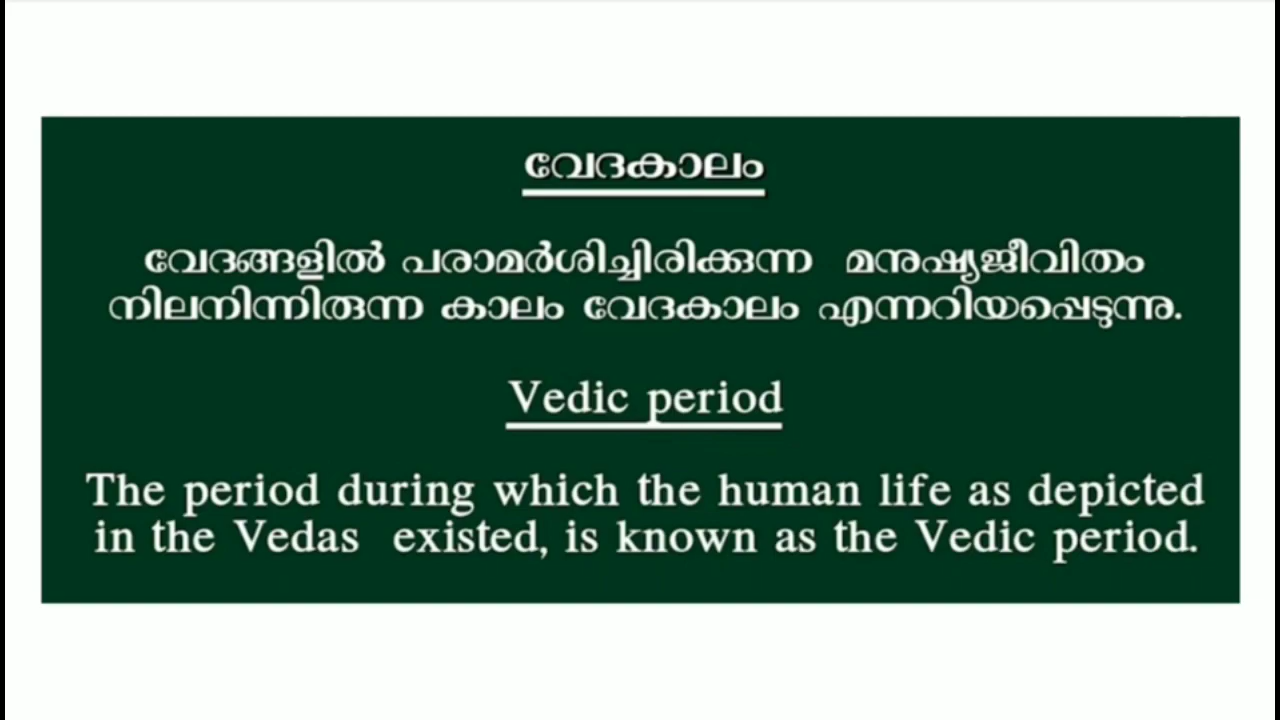 വേദകാലം
വേദങ്ങളിൽ പരാമർശിച്ചിരിക്കുന്ന മനുഷ്യജീവിതം
നിലനിന്നിരുന്ന കാലം വേദകാലം എന്നറിയപ്പെടുന്നു.
Vedic period
The period during which the human life as depicted
in the Vedas existed, is known as the Vedic period.